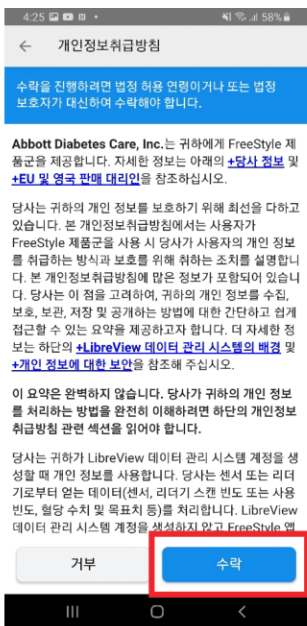 4:25
58%
개인정보취급방침
수락을 진행하려면 법정 허용 연령이거나 또는 법정
보호자가 대신하여 수락해야 합니다.
Abbott Diabetes Care, Inc.는 귀하에게 FreeStyle 제
품군을 제공합니다. 자세한 정보는 아래의 +당사 정보 및
+EU 및 영국 판매 대리인을 참조하십시오.
당사는 귀하의 개인 정보를 보호하기 위해 최선을 다하고
있습니다. 본 개인정보취급방침에서는 사용자가
FreeStyle 제품군을 사용 시 당사가 사용자의 개인 정보
를 취급하는 방식과 보호를 위해 취하는 조치를 설명합니
다. 본 개인정보취급방침에 많은 정보가 포함되어 있습니
다. 당사는 이 점을 고려하여, 귀하의 개인 정보를 수집,
보호, 보관, 저장 및 공개하는 방법에 대한 간단하고 쉽게
접근할 수 있는 요약을 제공하고자 합니다. 더 자세한 정
보는 하단의 +LibreView 데이터 관리 시스템의 배경 및
+개인 정보에 대한 보안을 참조해 주십시오.
이 요약은 완벽하지 않습니다. 당사가 귀하의 개인 정보
를 처리하는 방법을 완전히 이해하려면 하단의 개인정보
취급방침 관련 섹션을 읽어야 합니다.
당사는 귀하가 LibreView 데이터 관리 시스템 계정을 생
성할 때 개인 정보를 사용합니다. 당사는 센서 또는 리더
기로부터 얻는 데이터(센서, 리더기 스캔 빈도 또는 사용
빈도, 혈당 수치 및 목표치 등)를 처리합니다. LibreView
데이터 관리 시스템 계정을 생성하지 않고 FreeStyle 앱
거부
수락